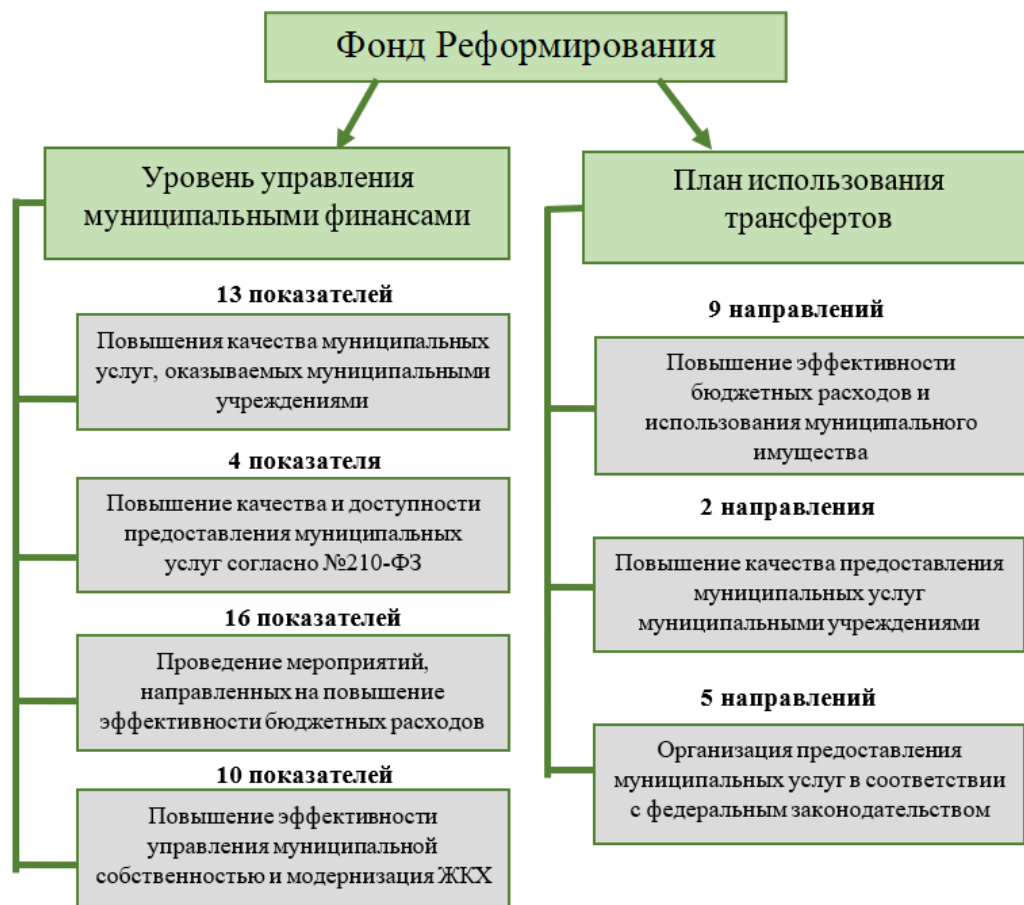 Фонд Реформирования
Уровень управления
муниципальными финансами
13 показателей
Повышения качества муниципальных
услуг, оказываемых муниципальными
учреждениями
4 показателя
Повышение качества и доступности
предоставления муниципальных
услуг согласно №210-ФЗ
16 показателей
Проведение мероприятий,
направленных на повышение
эффективности бюджетных расходов
10 показателей
Повышение эффективности
управления муниципальной
собственностью и модернизация ЖКХ
План использования
трансфертов
9 направлений
Повышение эффективности
бюджетных расходов и
использования муниципального
имущества
2 направления
Повышение качества предоставления
муниципальных услуг
муниципальными учреждениями
5 направлений
Организация предоставления
муниципальных услуг в соответствии
с федеральным законодательством